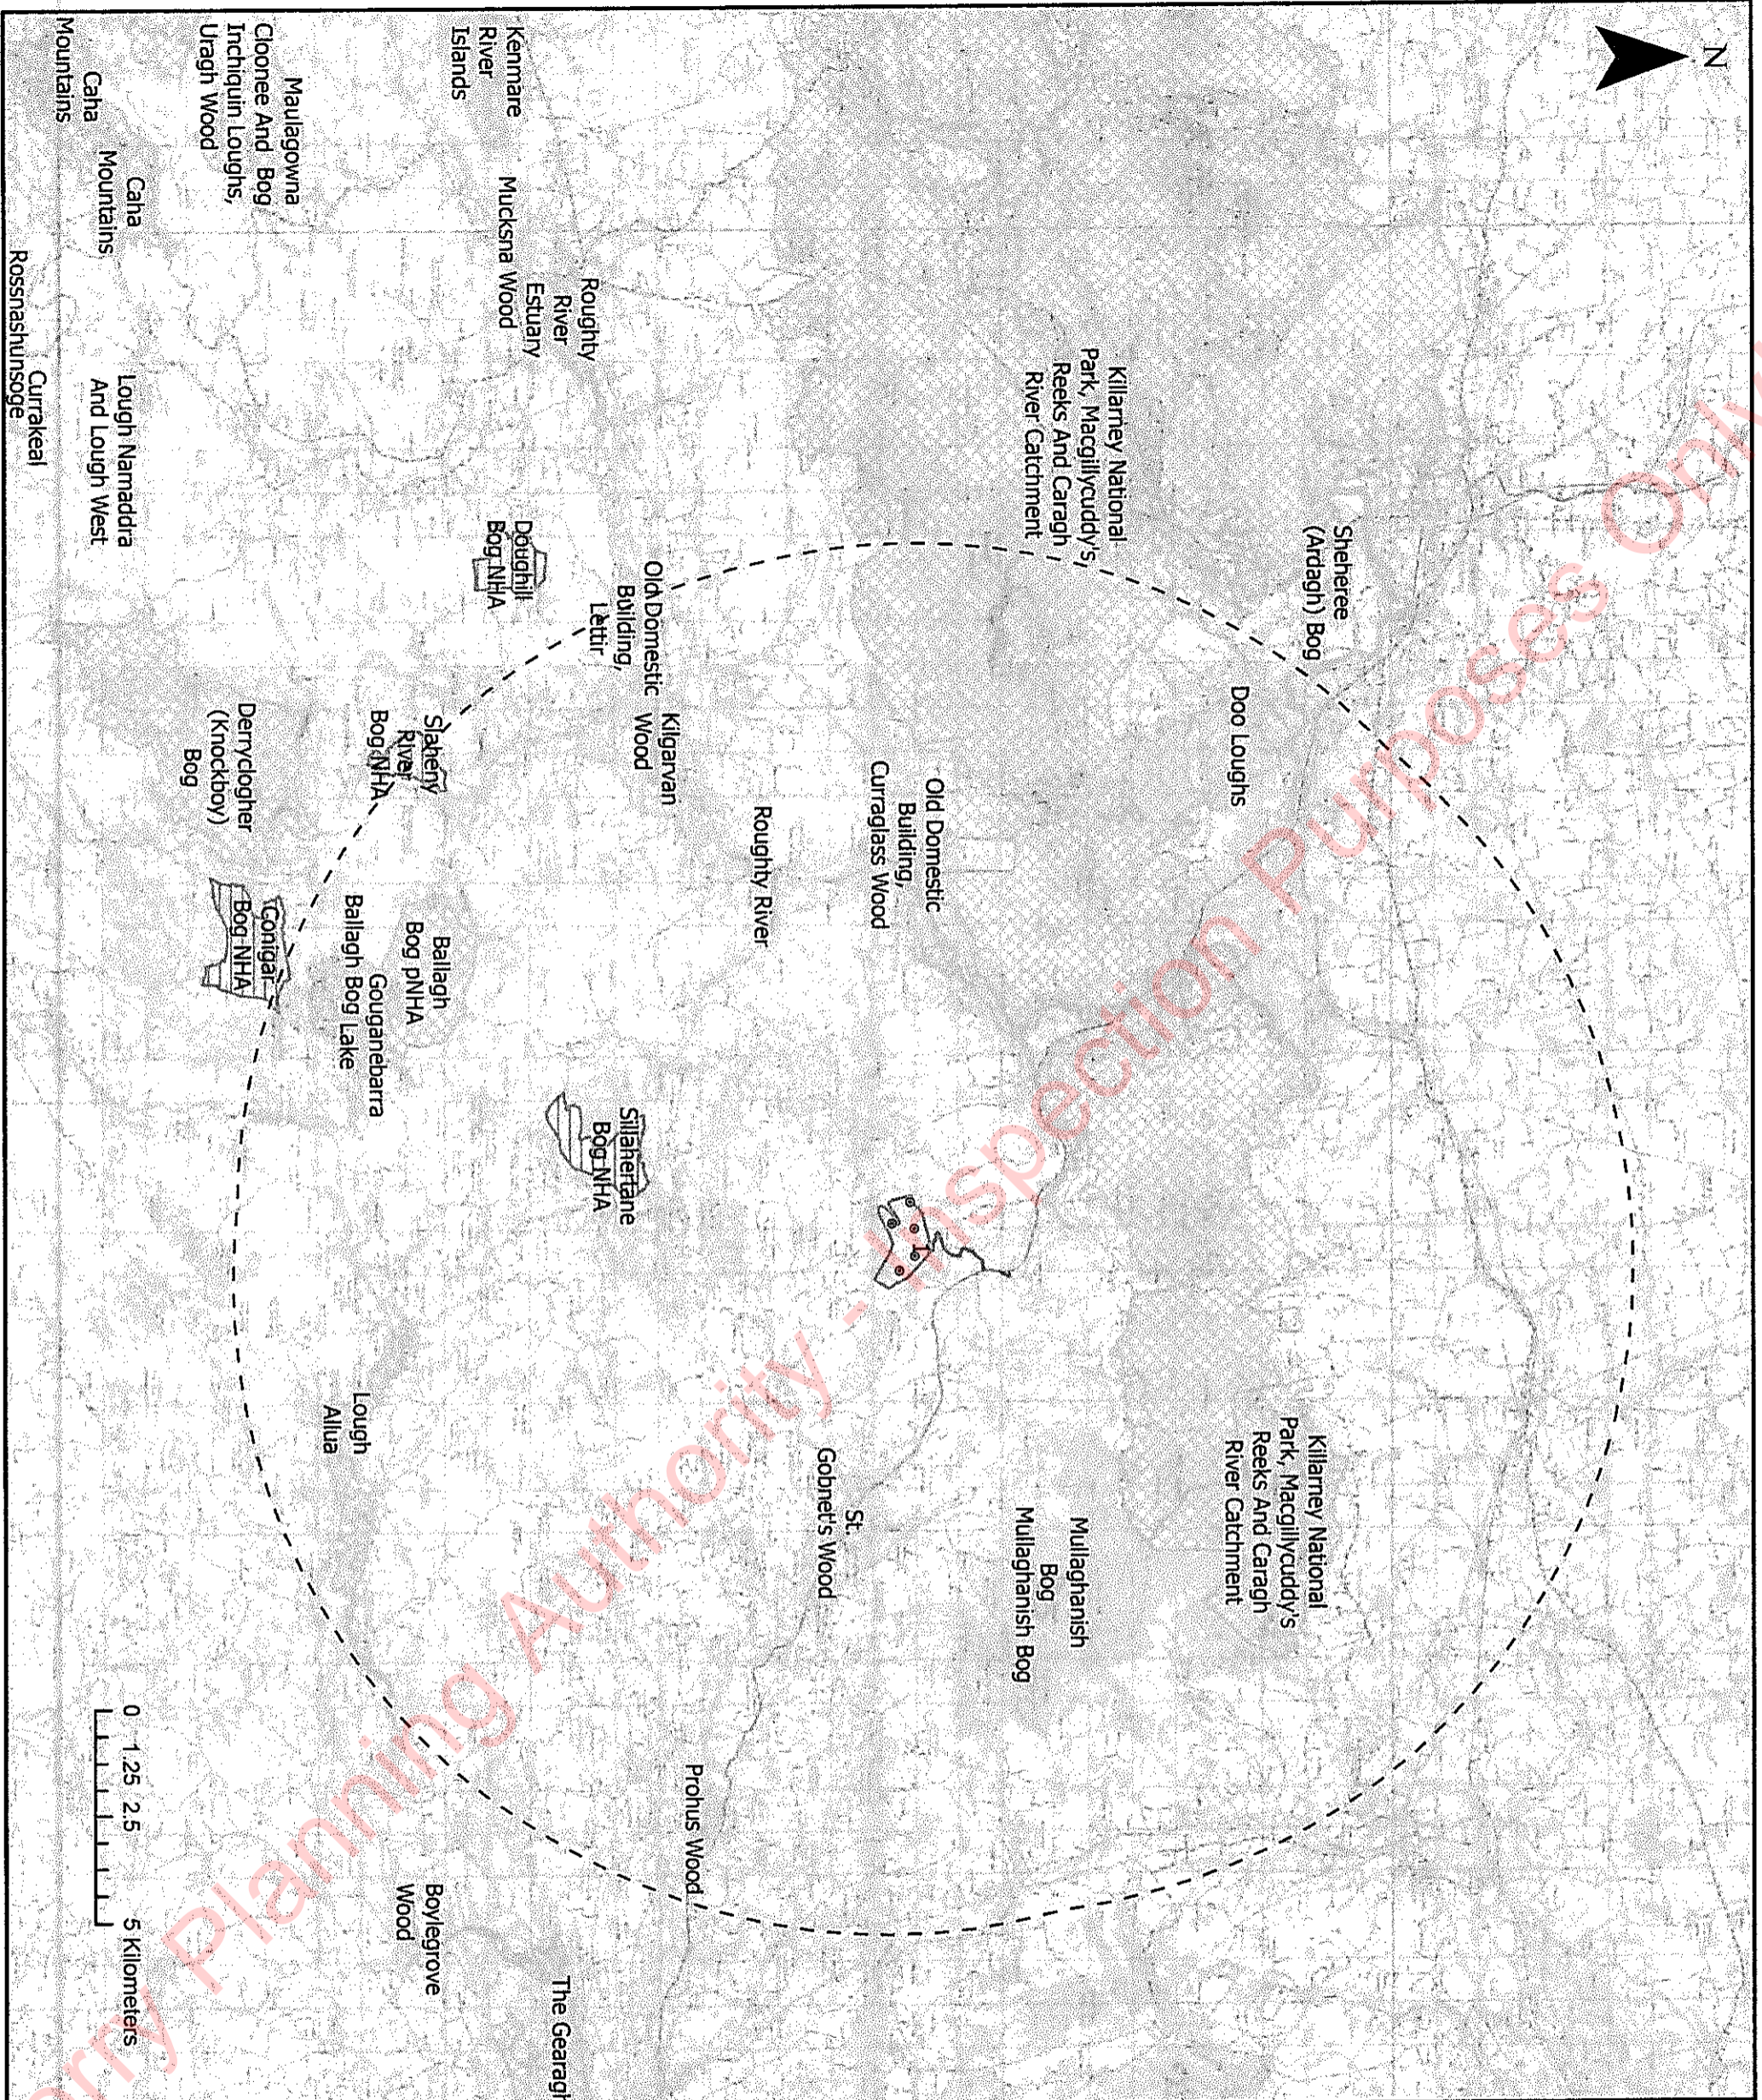 N
Kenmare
River
Islands
Maulagowna
Cloonee And Bog
Inchiquin Loughs,
Uragh Wood
Caha
Mountains
Caha
Mountains
Rossnashunsoge
Currakeal
Lough Namaddra
And Lough West
Mucksna Wood
Roughty
River
Estuary
Killarney National
Park, Macgillycuddy's
Reeks And Caragh
River Catchment
Sheheree
(Ardagh) Bog
Doo Loughs
Doughill
Bog NHA
Old Domestic
Building,
Lettir
Kilgarvan
Wood
Slaheny
River
Bog NHA
Derryclogher
(Knockboy)
Bog
Conigar
Bog NHA
Ballagh
Bog pNHA
Gouganebarra
Ballagh Bog Lake
Roughty River
Old Domestic
Building,
Curraglass Wood
Sillahertane
Bog NHA
Killarney National
Park, Macgillycuddy's
Reeks And Caragh
River Catchment
Mullaghanish
Bog
Mullaghanish Bog
St.
Gobnet's Wood
Lough
Allua
Prohus Wood
Boylegrove
Wood
The Gearagh
0 1.25 2.5 5 Kilometers
rry Planning Authority - Inspection Purposes Only